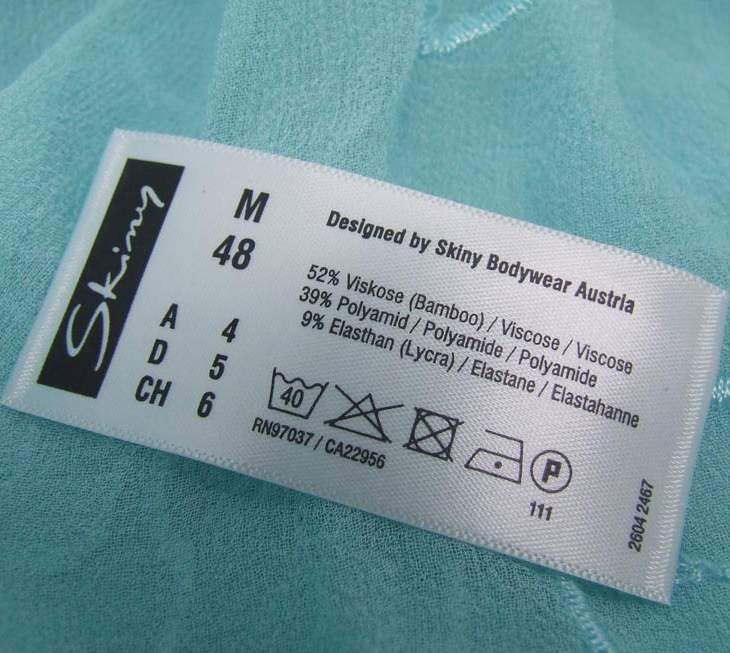 Skiny
M
48
A 4
D 5
CH 6
Designed by Skiny Bodywear Austria
52% Viskose (Bamboo) / Viscose / Viscose
39% Polyamid / Polyamide / Polyamide
9% Elasthan (Lycra) / Elastane / Elastahanne
40
P
RN97037 / CA22956
111
2604 2467